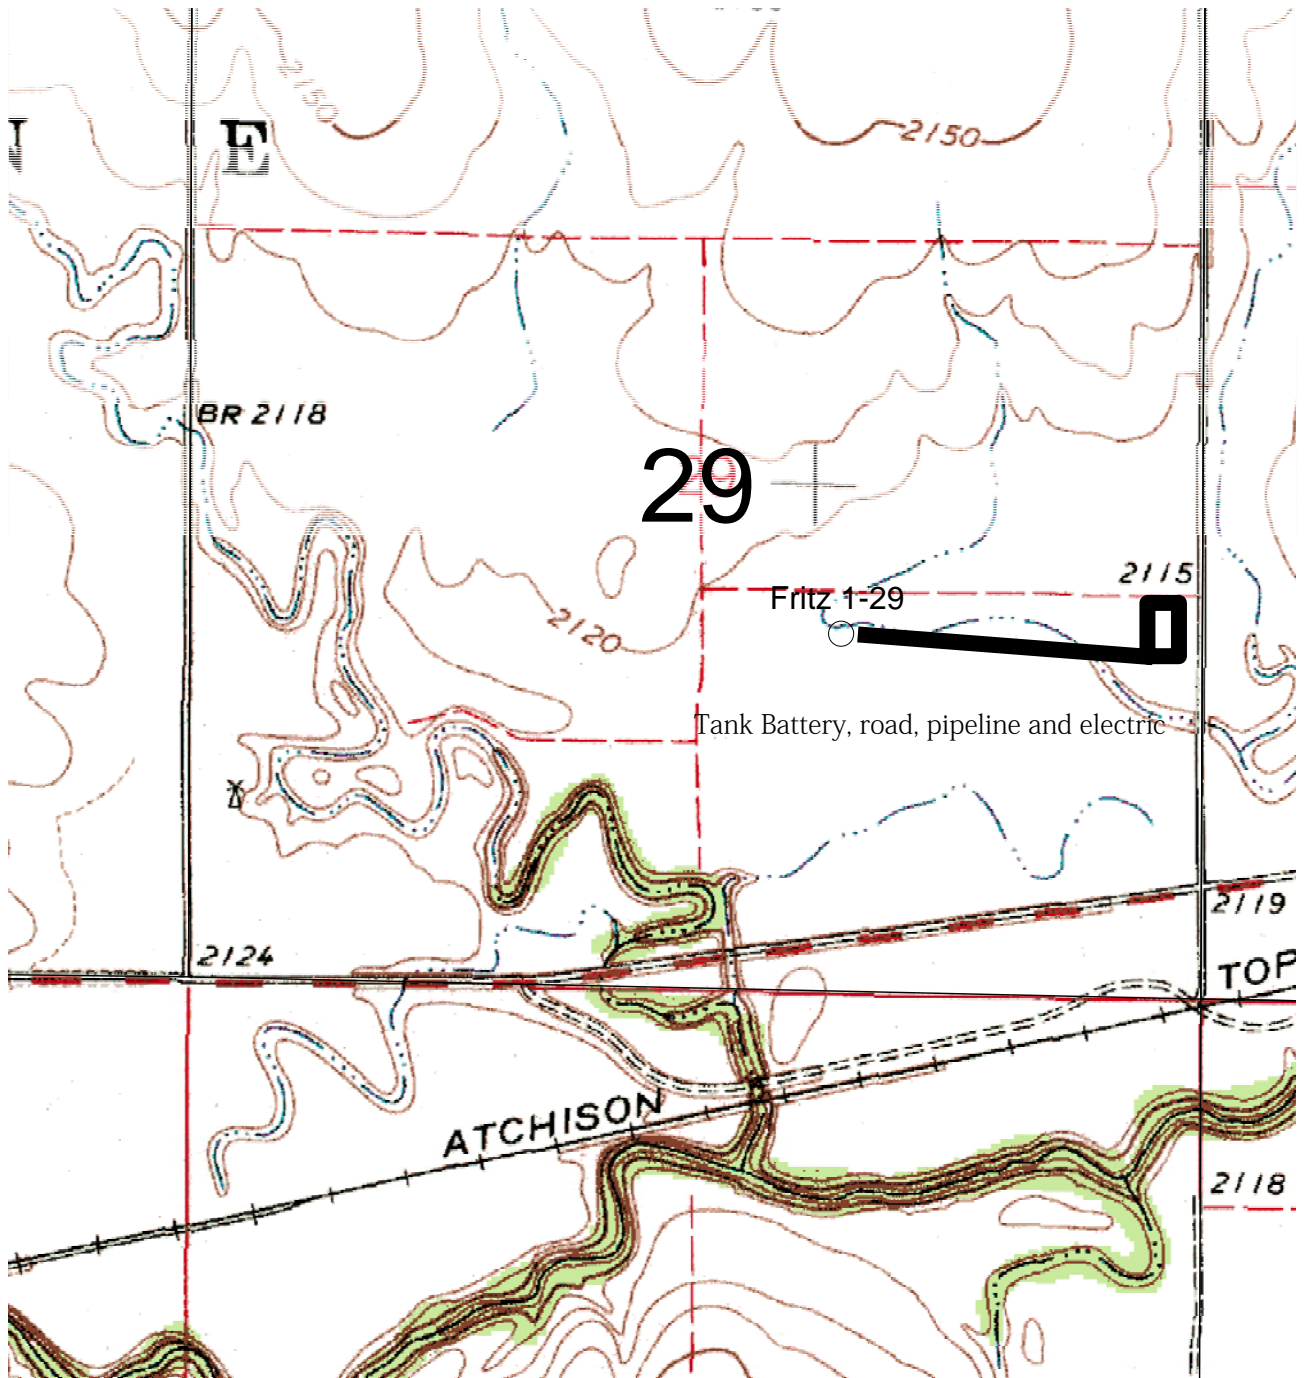 2150
E
BR 2118
29
2115
Fritz 1-29
2120
Tank Battery, road, pipeline and electric
2119
2124
TOP
ATCHISON
2118